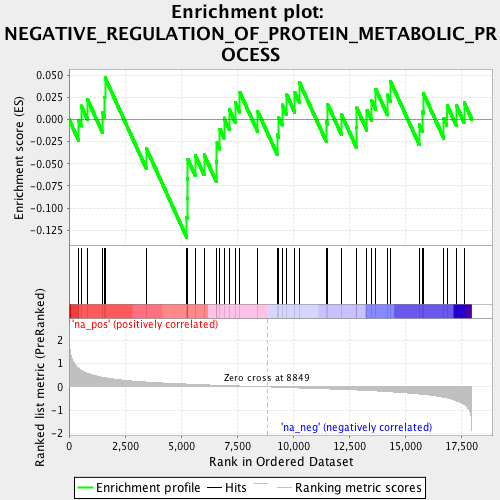 Enrichment plot:
NEGATIVE_REGULATION_OF_PROTEIN_METABOLIC_PR
OCESS
Enrichment score (ES)
0.050
0.025
0.000
-0.025
-0.050
-0.075
-0.100
-0.125
'na_pos' (positively correlated)
Ranked list metric (PreRanked)
2
1
0
-1
-2
Zero cross at 8849
'na_neg' (negatively correlated)
0
2,500
5,000
7,500
10,000
12,500
15,000
17,500
Rank in Ordered Dataset
Enrichment profile
Hits
Ranking metric scores